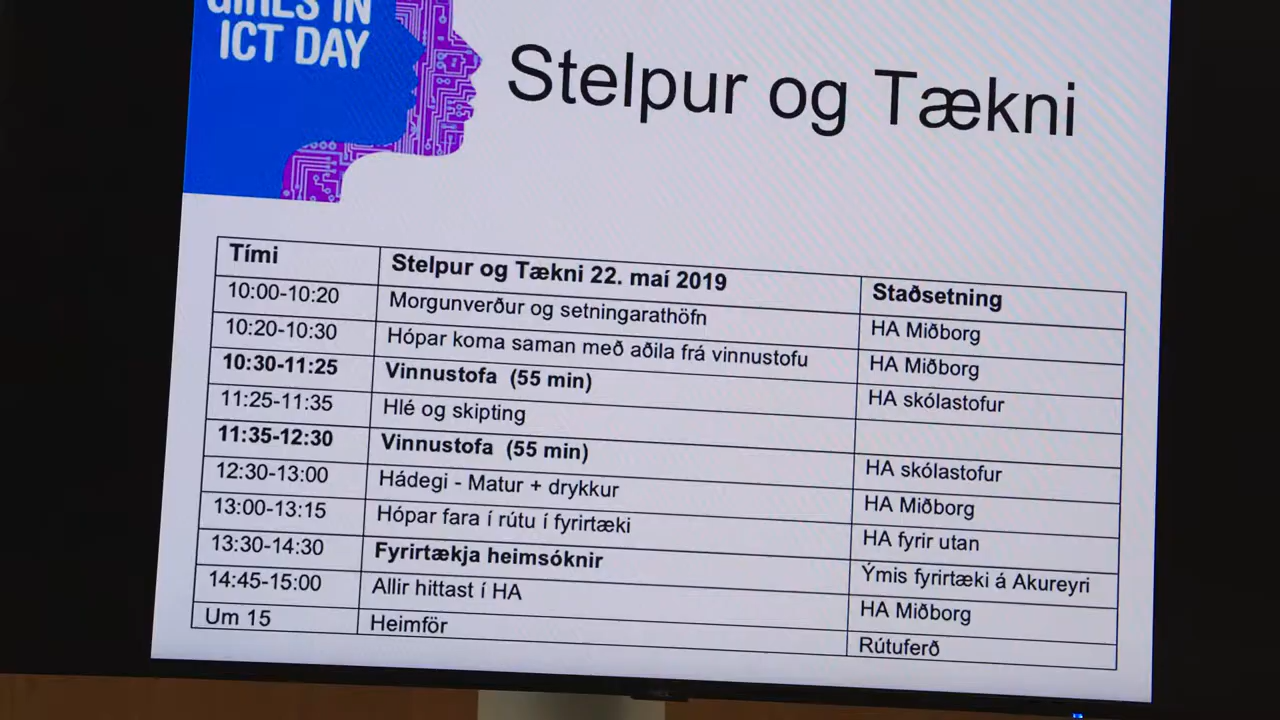 GIRLS IN
ICT DAY
Stelpur og Tækni
Tími Stelpur og Tækni 22. maí 2019 Staðsetning
10:00-10:20 Morgunverður og setningarathöfn HA Miðborg
10:20-10:30 Hópar koma saman með aðila frá vinnustofu HA Miðborg
10:30-11:25 Vinnustofa (55 min) HA skólastofur
11:25-11:35 Hlé og skipting
11:35-12:30 Vinnustofa (55 min) HA skólastofur
12:30-13:00 Hádegi - Matur + drykkur HA Miðborg
13:00-13:15 Hópar fara í rútu í fyrirtæki HA fyrir utan
13:30-14:30 Fyrirtækja heimsóknir Ýmis fyrirtæki á Akureyri
14:45-15:00 Allir hittast í HA HA Miðborg
Um 15 Heimför Rútuferð